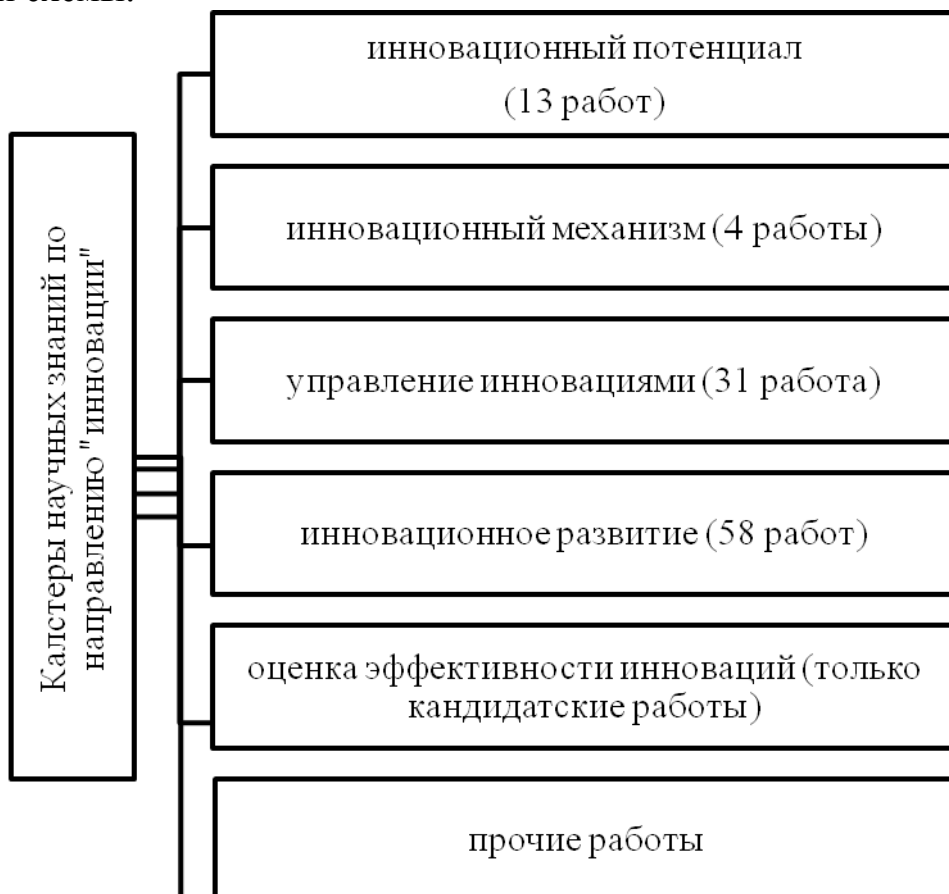 Калстеры научных знаний по
направлению "инновации"
инновационный потенциал
(13 работ)
инновационный механизм (4 работы)
управление инновациями (31 работа)
инновационное развитие (58 работ)
оценка эффективности инноваций (только
кандидатские работы)
прочие работы